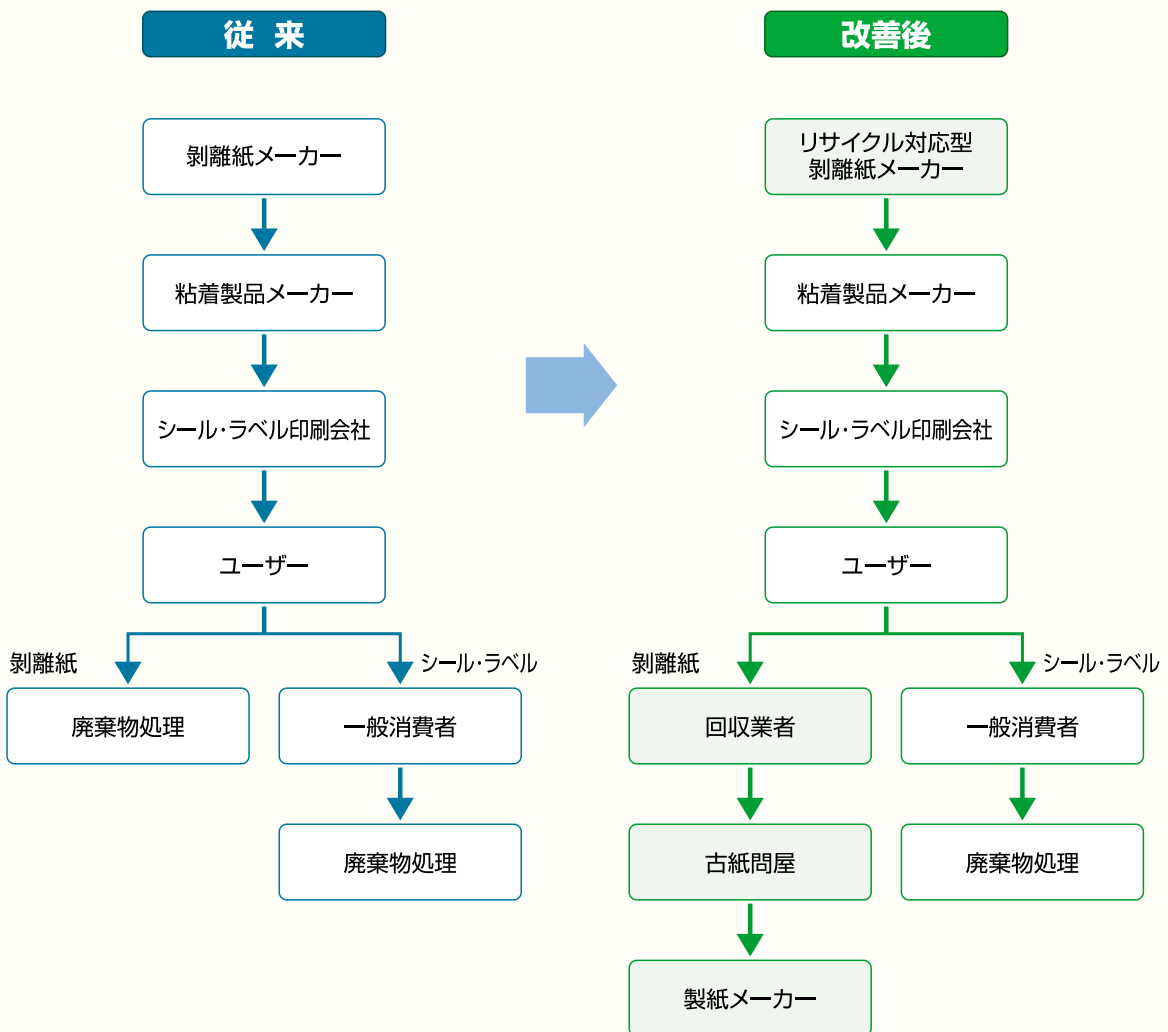 従来
剥離紙メーカー
粘着製品メーカー
シール・ラベル印刷会社
ユーザー
剥離紙
シール・ラベル
廃棄物処理
一般消費者
廃棄物処理
改善後
リサイクル対応型
剥離紙メーカー
粘着製品メーカー
シール・ラベル印刷会社
ユーザー
剥離紙
シール・ラベル
回収業者
一般消費者
古紙問屋
廃棄物処理
製紙メーカー